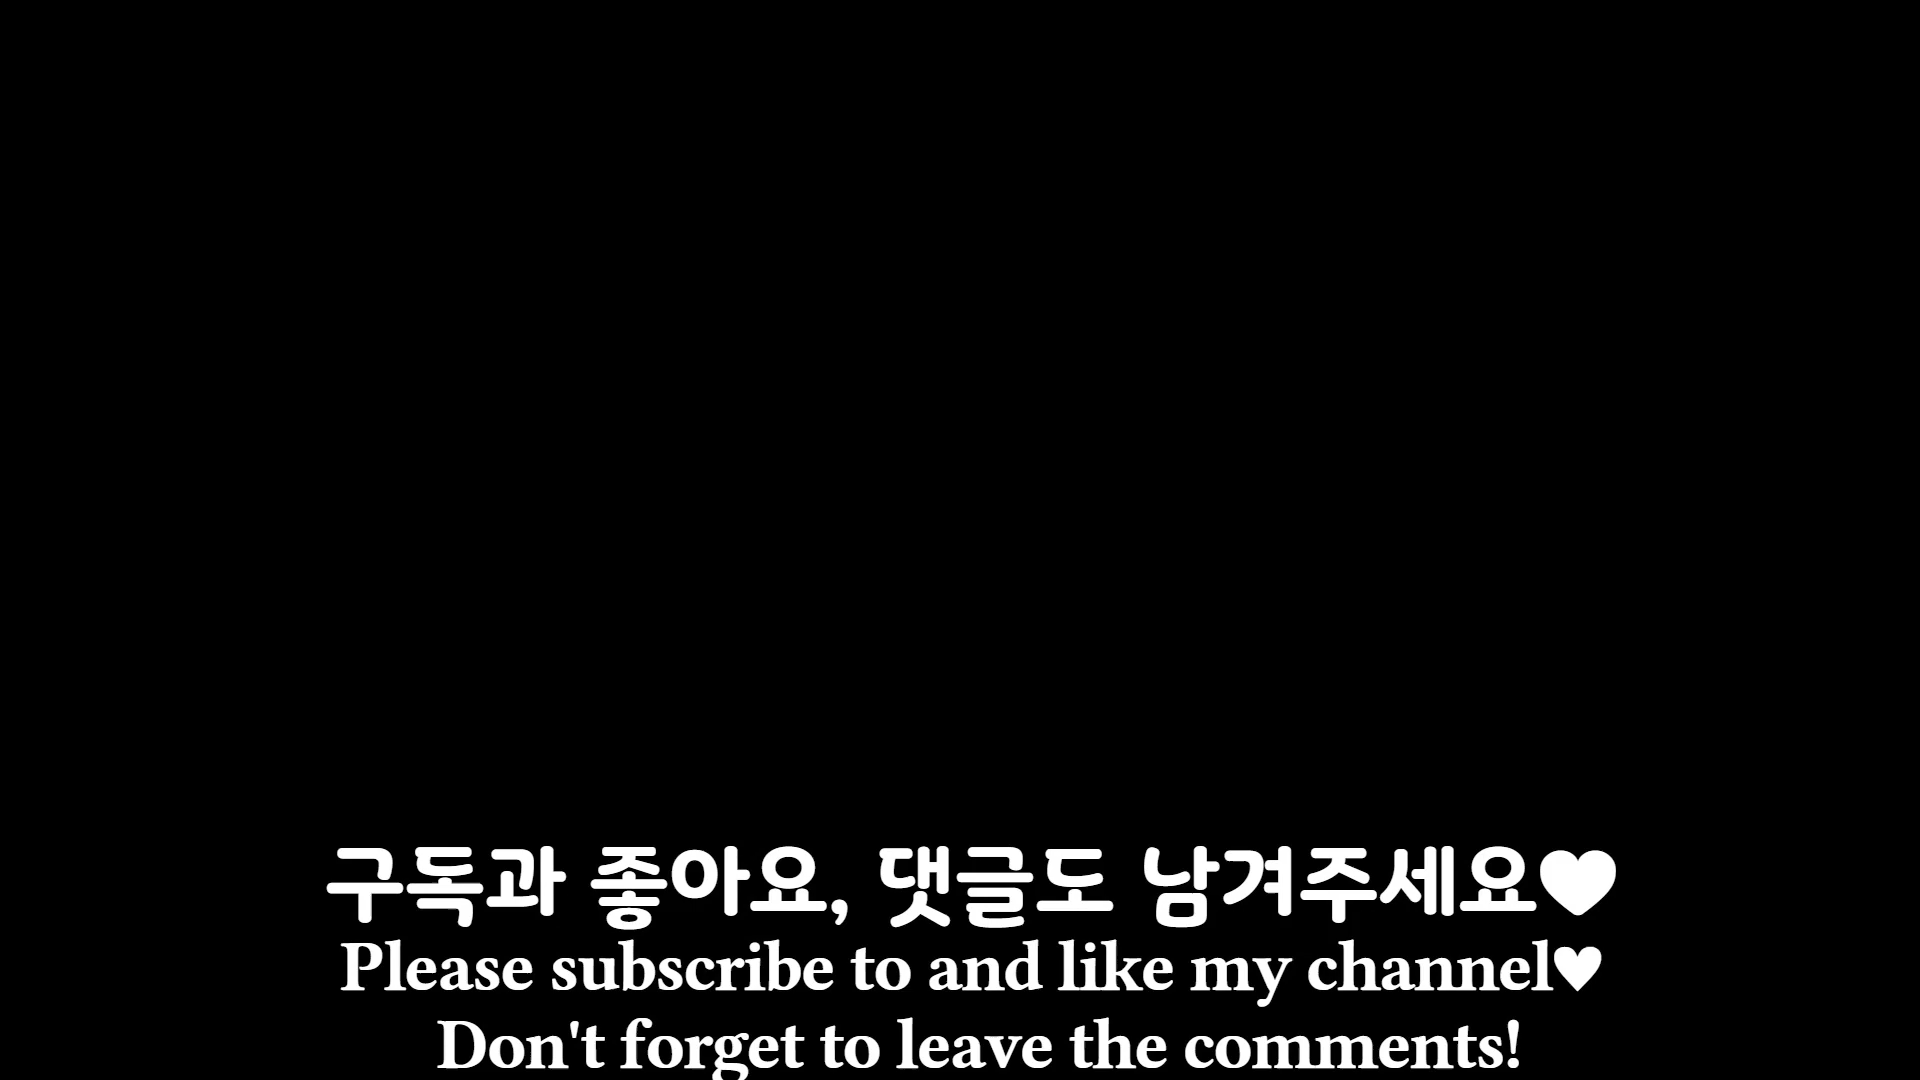 구독과 좋아요, 댓글도 남겨주세요♥
Please subscribe to and like my channel♥
Don't forget to leave the comments!